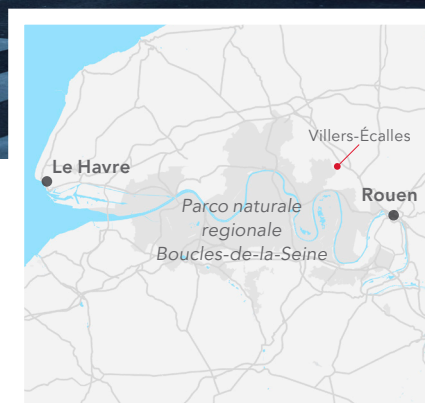 Villers-Écalles
Le Havre
Rouen
Parco naturale
regionale
Boucles-de-la-Seine